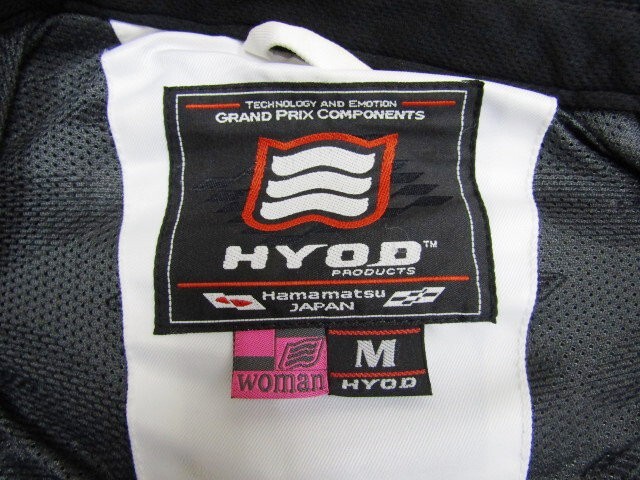 TECHNOLOGY AND EMOTION
GRAND PRIX COMPONENTS
HYOD™
PRODUCTS
Hamamatsu
JAPAN
woman
M
HYOD